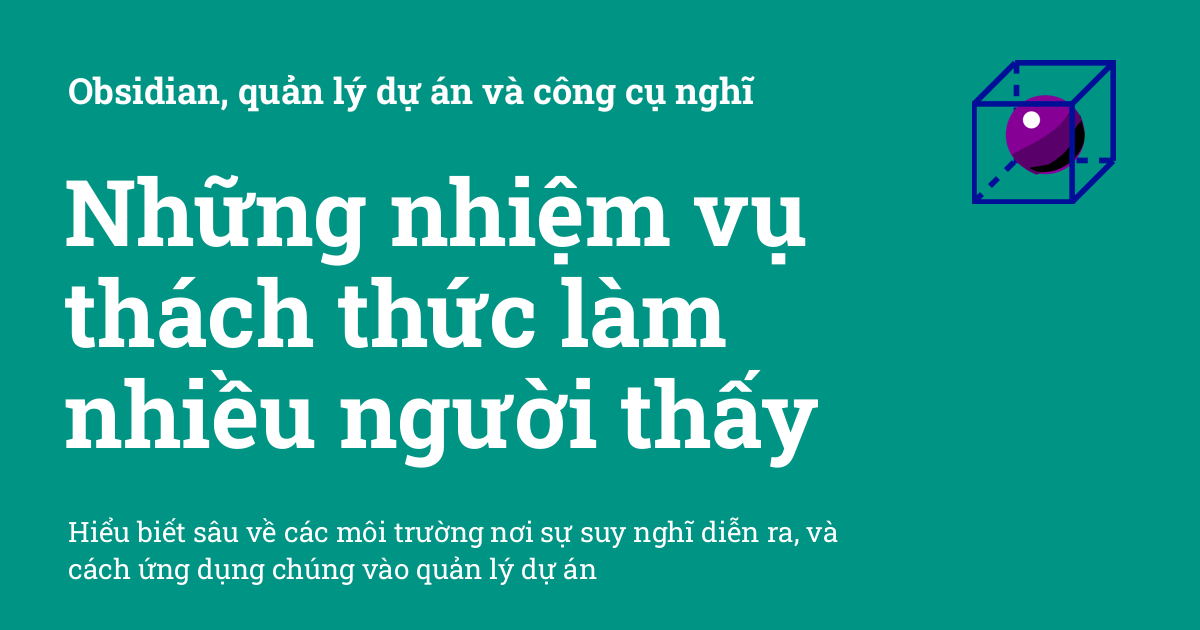 Obsidian, quản lý dự án và công cụ nghĩ
Những nhiệm vụ
thách thức làm
nhiều người thấy
Hiểu biết sâu về các môi trường nơi sự suy nghĩ diễn ra, và
cách ứng dụng chúng vào quản lý dự án